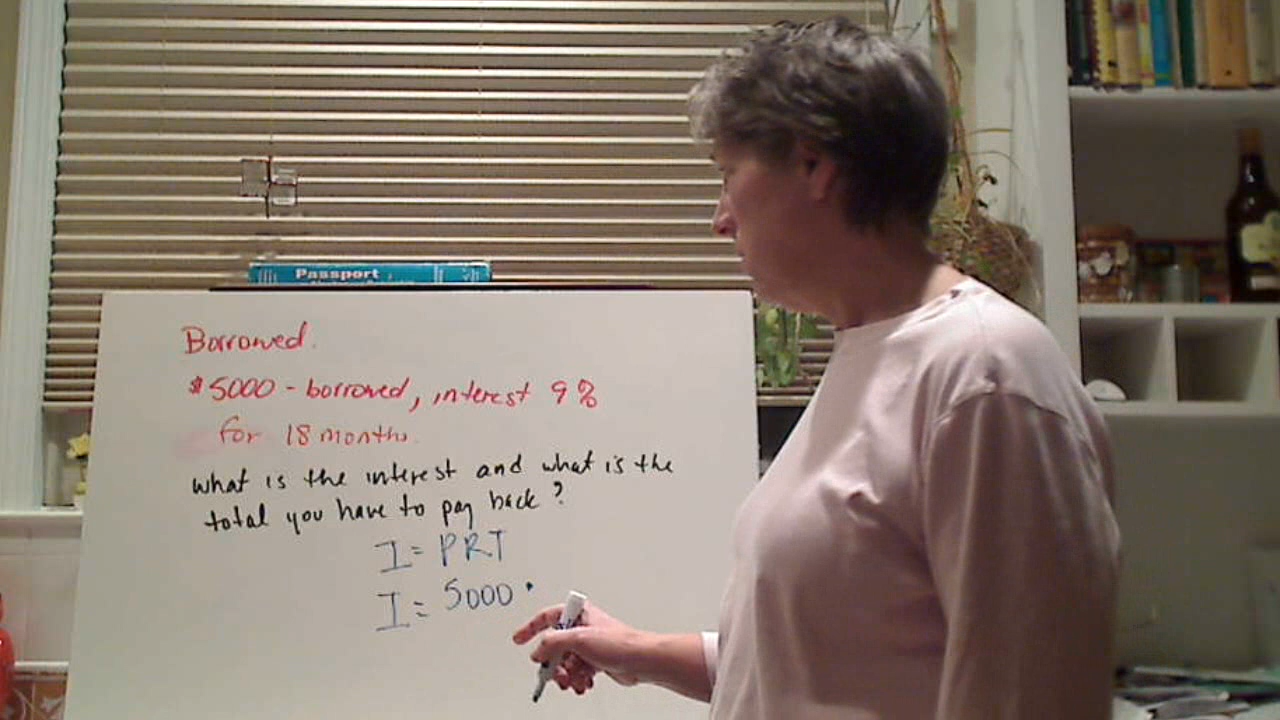 Passport
Borrowed.
$5000 - borrowed, interest 9%
for 18 months.
what is the interest and what is the
total you have to pay back?
I = PRT
I = 5000 ·